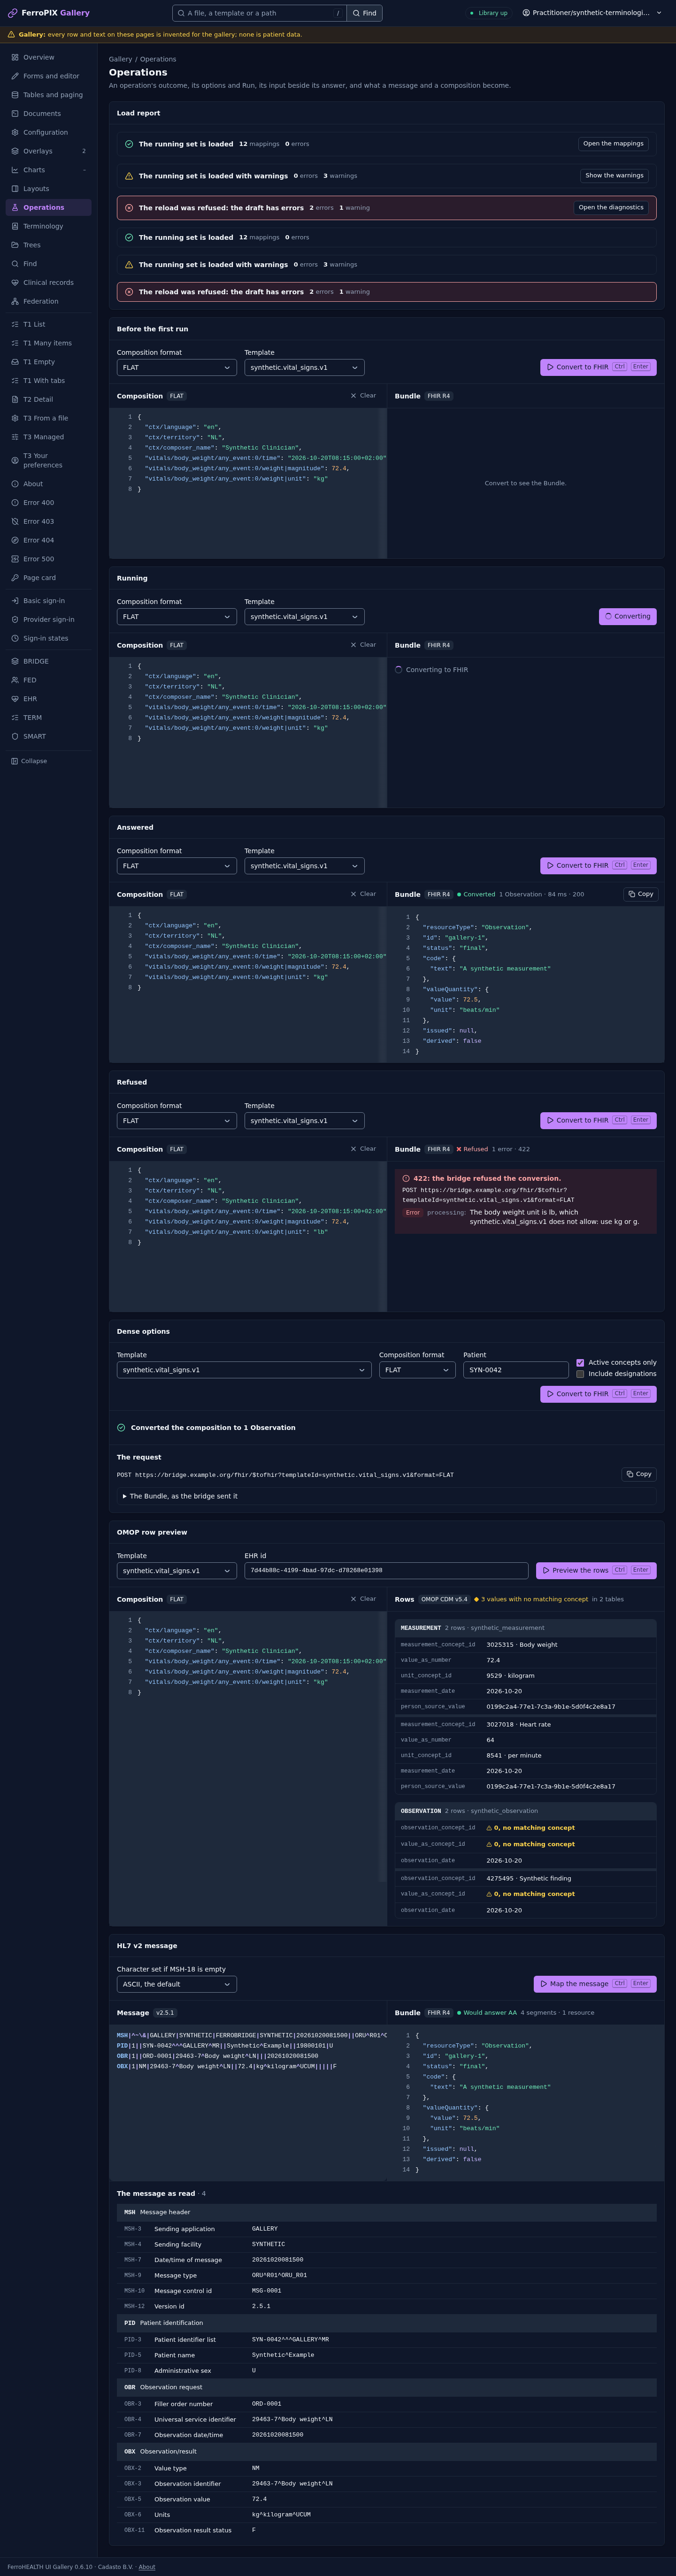 FerroPIX Gallery
A file, a template or a path / Find
Library up
Practitioner/synthetic-terminologi...
Gallery: every row and text on these pages is invented for the gallery; none is patient data.
Overview
Forms and editor
Tables and paging
Documents
Configuration
Overlays 2
Charts -
Layouts
Operations
Terminology
Trees
Find
Clinical records
Federation
T1 List
T1 Many items
T1 Empty
T1 With tabs
T2 Detail
T3 From a file
T3 Managed
T3 Your
preferences
About
Error 400
Error 403
Error 404
Error 500
Page card
Basic sign-in
Provider sign-in
Sign-in states
BRIDGE
FED
EHR
TERM
SMART
Collapse
Gallery / Operations
Operations
An operation's outcome, its options and Run, its input beside its answer, and what a message and a composition become.
Load report
The running set is loaded 12 mappings 0 errors Open the mappings
The running set is loaded with warnings 0 errors 3 warnings Show the warnings
The reload was refused: the draft has errors 2 errors 1 warning Open the diagnostics
The running set is loaded 12 mappings 0 errors
The running set is loaded with warnings 0 errors 3 warnings
The reload was refused: the draft has errors 2 errors 1 warning
Before the first run
Composition format Template
FLAT synthetic.vital_signs.v1 Convert to FHIR Ctrl Enter
Composition FLAT Clear Bundle FHIR R4
1 {
2 "ctx/language": "en",
3 "ctx/territory": "NL",
4 "ctx/composer_name": "Synthetic Clinician",
5 "vitals/body_weight/any_event:0/time": "2026-10-20T08:15:00+02:00"
6 "vitals/body_weight/any_event:0/weight|magnitude": 72.4,
7 "vitals/body_weight/any_event:0/weight|unit": "kg"
8 }
Convert to see the Bundle.
Running
Composition format Template
FLAT synthetic.vital_signs.v1 Converting
Composition FLAT Clear Bundle FHIR R4
1 {
2 "ctx/language": "en",
3 "ctx/territory": "NL",
4 "ctx/composer_name": "Synthetic Clinician",
5 "vitals/body_weight/any_event:0/time": "2026-10-20T08:15:00+02:00"
6 "vitals/body_weight/any_event:0/weight|magnitude": 72.4,
7 "vitals/body_weight/any_event:0/weight|unit": "kg"
8 }
Converting to FHIR
Answered
Composition format Template
FLAT synthetic.vital_signs.v1 Convert to FHIR Ctrl Enter
Composition FLAT Clear Bundle FHIR R4 Converted 1 Observation · 84 ms · 200 Copy
1 {
2 "ctx/language": "en",
3 "ctx/territory": "NL",
4 "ctx/composer_name": "Synthetic Clinician",
5 "vitals/body_weight/any_event:0/time": "2026-10-20T08:15:00+02:00"
6 "vitals/body_weight/any_event:0/weight|magnitude": 72.4,
7 "vitals/body_weight/any_event:0/weight|unit": "kg"
8 }
1 {
2 "resourceType": "Observation",
3 "id": "gallery-1",
4 "status": "final",
5 "code": {
6 "text": "A synthetic measurement"
7 },
8 "valueQuantity": {
9 "value": 72.5,
10 "unit": "beats/min"
11 },
12 "issued": null,
13 "derived": false
14 }
Refused
Composition format Template
FLAT synthetic.vital_signs.v1 Convert to FHIR Ctrl Enter
Composition FLAT Clear Bundle FHIR R4 Refused 1 error · 422
1 {
2 "ctx/language": "en",
3 "ctx/territory": "NL",
4 "ctx/composer_name": "Synthetic Clinician",
5 "vitals/body_weight/any_event:0/time": "2026-10-20T08:15:00+02:00"
6 "vitals/body_weight/any_event:0/weight|magnitude": 72.4,
7 "vitals/body_weight/any_event:0/weight|unit": "lb"
8 }
422: the bridge refused the conversion.
POST https://bridge.example.org/fhir/$tofhir?
templateId=synthetic.vital_signs.v1&format=FLAT
Error processing: The body weight unit is lb, which
synthetic.vital_signs.v1 does not allow: use kg or g.
Dense options
Template Composition format Patient
synthetic.vital_signs.v1 FLAT SYN-0042
Active concepts only
Include designations
Convert to FHIR Ctrl Enter
Converted the composition to 1 Observation
The request
POST https://bridge.example.org/fhir/$tofhir?templateId=synthetic.vital_signs.v1&format=FLAT Copy
The Bundle, as the bridge sent it
OMOP row preview
Template EHR id
synthetic.vital_signs.v1 7d44b88c-4199-4bad-97dc-d78268e01398 Preview the rows Ctrl Enter
Composition FLAT Clear Rows OMOP CDM v5.4 3 values with no matching concept in 2 tables
1 {
2 "ctx/language": "en",
3 "ctx/territory": "NL",
4 "ctx/composer_name": "Synthetic Clinician",
5 "vitals/body_weight/any_event:0/time": "2026-10-20T08:15:00+02:00"
6 "vitals/body_weight/any_event:0/weight|magnitude": 72.4,
7 "vitals/body_weight/any_event:0/weight|unit": "kg"
8 }
MEASUREMENT 2 rows · synthetic_measurement
measurement_concept_id 3025315 · Body weight
value_as_number 72.4
unit_concept_id 9529 · kilogram
measurement_date 2026-10-20
person_source_value 0199c2a4-77e1-7c3a-9b1e-5d0f4c2e8a17
measurement_concept_id 3027018 · Heart rate
value_as_number 64
unit_concept_id 8541 · per minute
measurement_date 2026-10-20
person_source_value 0199c2a4-77e1-7c3a-9b1e-5d0f4c2e8a17
OBSERVATION 2 rows · synthetic_observation
observation_concept_id 0, no matching concept
value_as_concept_id 0, no matching concept
observation_date 2026-10-20
observation_concept_id 4275495 · Synthetic finding
value_as_concept_id 0, no matching concept
observation_date 2026-10-20
HL7 v2 message
Character set if MSH-18 is empty
ASCII, the default Map the message Ctrl Enter
Message v2.5.1 Bundle FHIR R4 Would answer AA 4 segments · 1 resource
MSH|^~\&|GALLERY|SYNTHETIC|FERROBRIDGE|SYNTHETIC|20261020081500||ORU^R01^O
PID|1||SYN-0042^^^GALLERY^MR||Synthetic^Example||19800101|U
OBR|1||ORD-0001|29463-7^Body weight^LN|||20261020081500
OBX|1|NM|29463-7^Body weight^LN||72.4|kg^kilogram^UCUM|||||F
1 {
2 "resourceType": "Observation",
3 "id": "gallery-1",
4 "status": "final",
5 "code": {
6 "text": "A synthetic measurement"
7 },
8 "valueQuantity": {
9 "value": 72.5,
10 "unit": "beats/min"
11 },
12 "issued": null,
13 "derived": false
14 }
The message as read · 4
MSH Message header
MSH-3 Sending application GALLERY
MSH-4 Sending facility SYNTHETIC
MSH-7 Date/time of message 20261020081500
MSH-9 Message type ORU^R01^ORU_R01
MSH-10 Message control id MSG-0001
MSH-12 Version id 2.5.1
PID Patient identification
PID-3 Patient identifier list SYN-0042^^^GALLERY^MR
PID-5 Patient name Synthetic^Example
PID-8 Administrative sex U
OBR Observation request
OBR-3 Filler order number ORD-0001
OBR-4 Universal service identifier 29463-7^Body weight^LN
OBR-7 Observation date/time 20261020081500
OBX Observation/result
OBX-2 Value type NM
OBX-3 Observation identifier 29463-7^Body weight^LN
OBX-5 Observation value 72.4
OBX-6 Units kg^kilogram^UCUM
OBX-11 Observation result status F
FerroHEALTH UI Gallery 0.6.10 · Cadasto B.V. · About